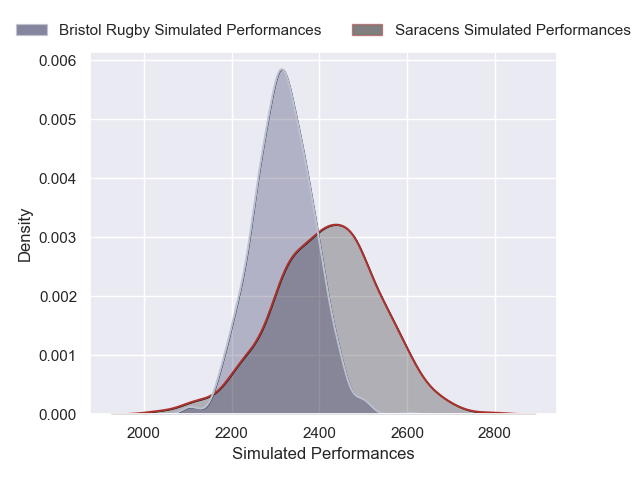 Bristol Rugby Simulated Performances
Saracens Simulated Performances
0.006
0.005
0.004
0.003
0.002
0.001
0.000
Density
2000 2200 2400 2600 2800
Simulated Performances